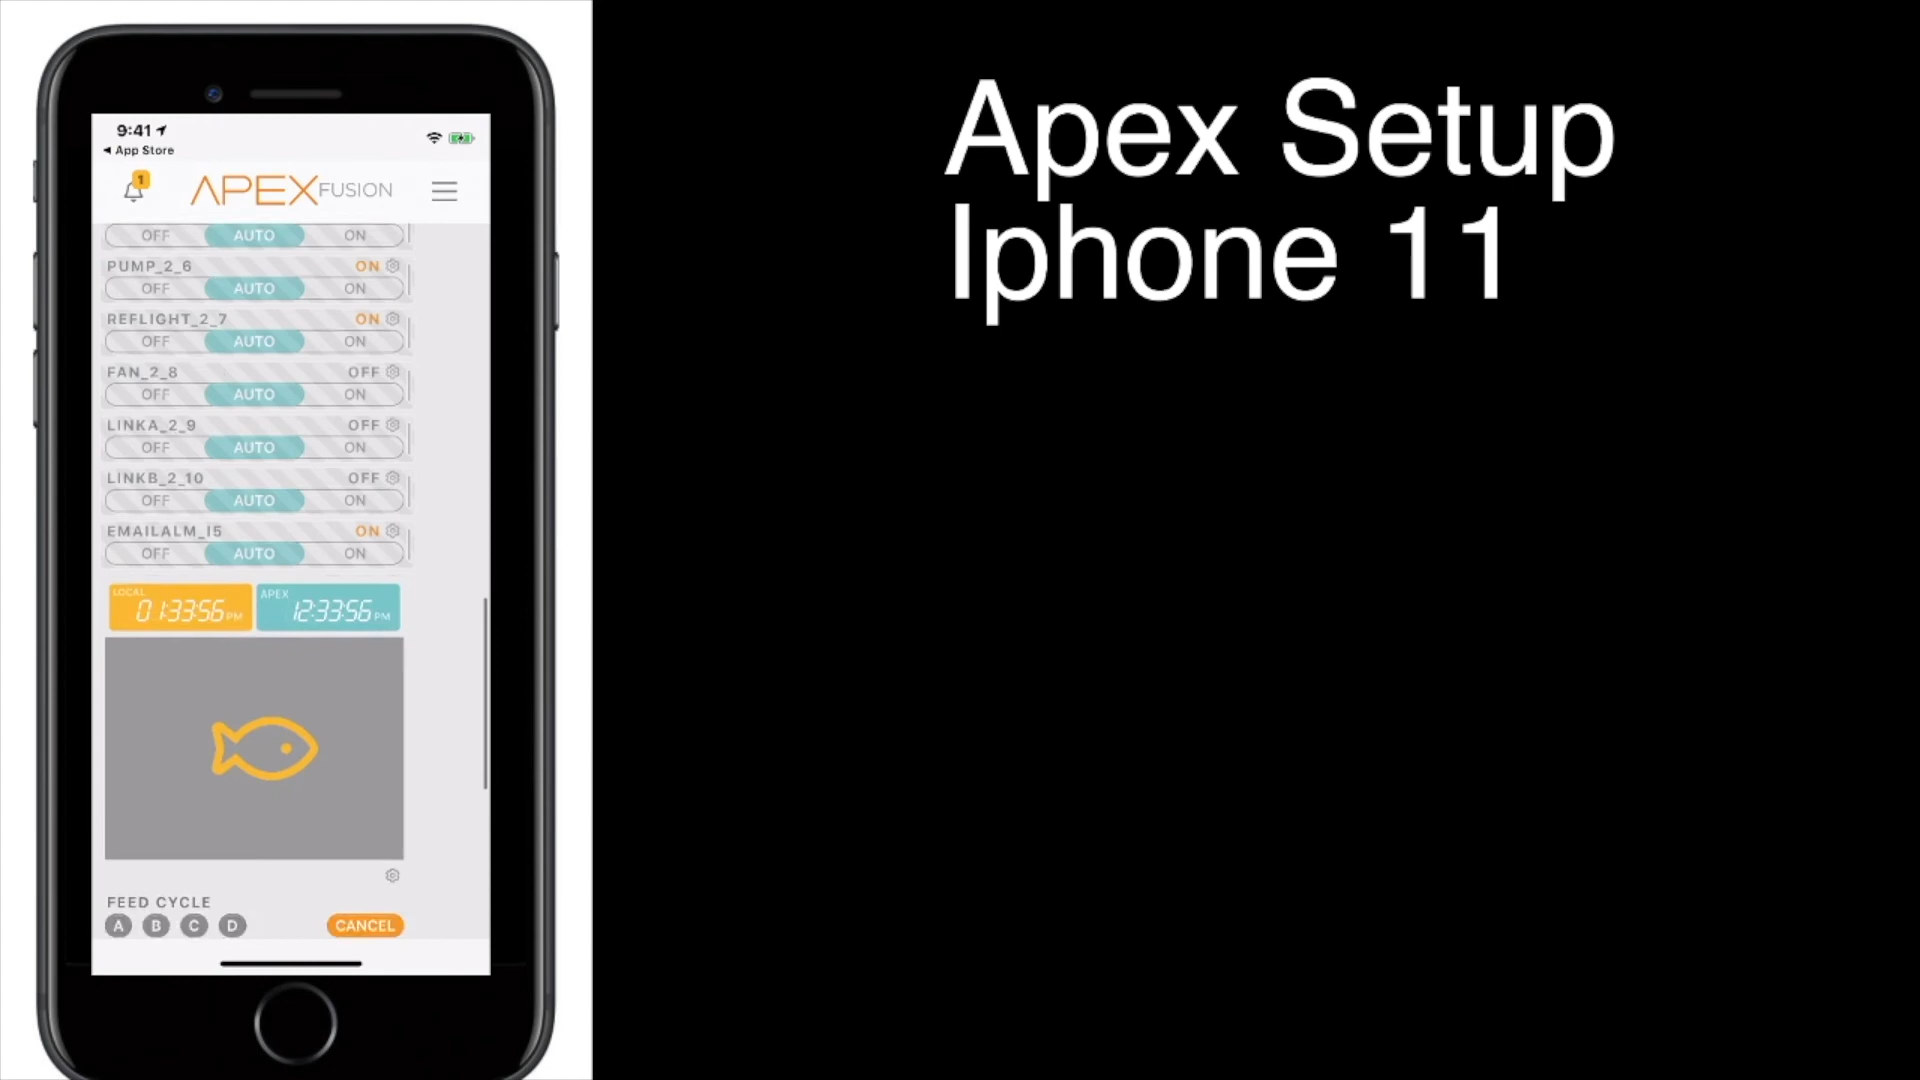 Apex Setup
Iphone 11
9:41
App Store
1
APEX FUSION
OFF AUTO ON
PUMP_2_6 ON
OFF AUTO ON
REFLIGHT_2_7 ON
OFF AUTO ON
FAN_2_8 OFF
OFF AUTO ON
LINKA_2_9 OFF
OFF AUTO ON
LINKB_2_10 OFF
OFF AUTO ON
EMAILALM_I5 ON
OFF AUTO ON
LOCAL APEX
01:33:56 PM 12:33:56 PM
FEED CYCLE
A B C D CANCEL